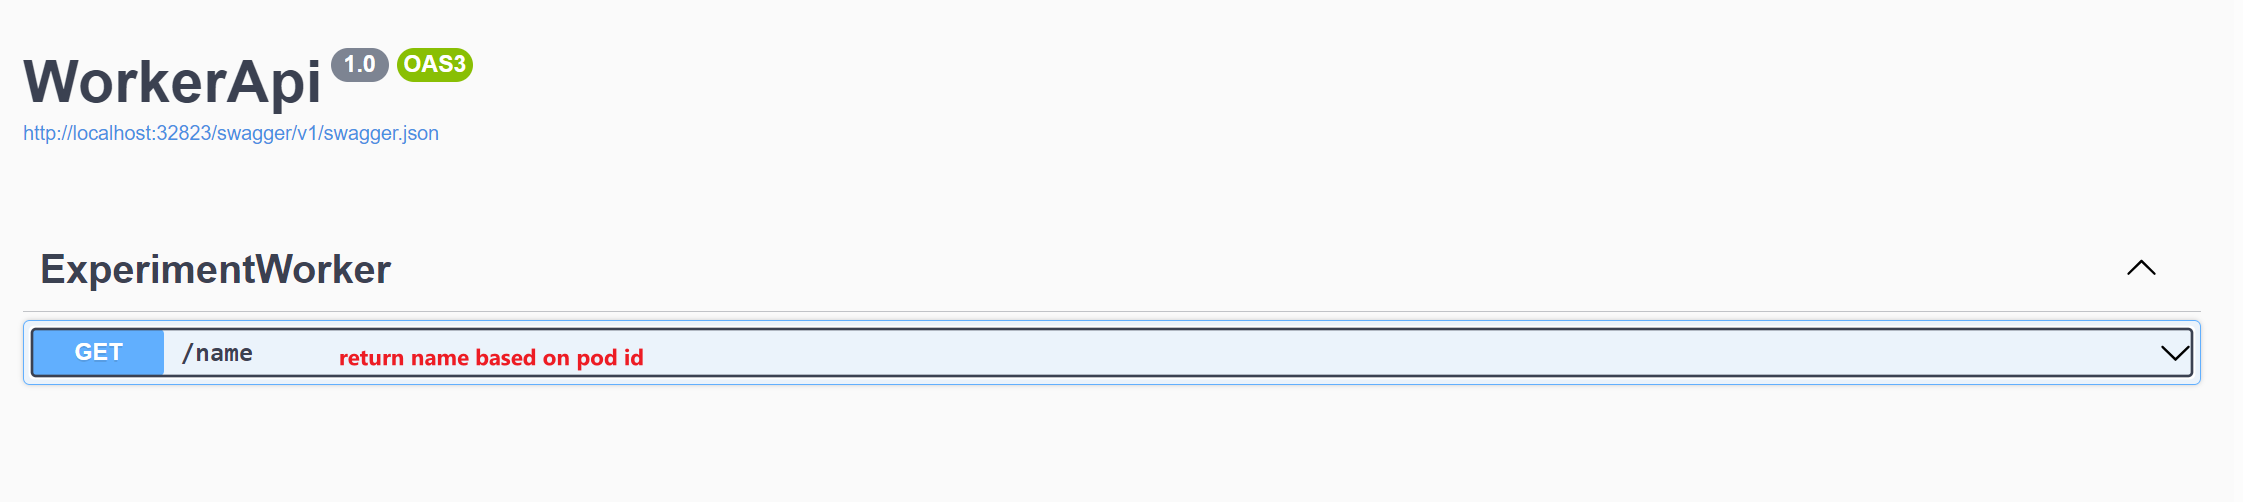 WorkerApi 1.0 OAS3
http://localhost:32823/swagger/v1/swagger.json
ExperimentWorker
GET /name return name based on pod id